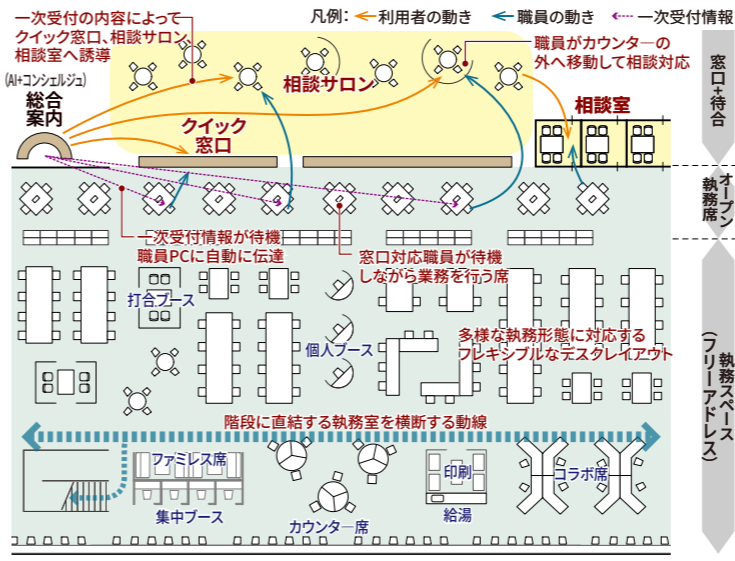 一次受付の内容によって
クイック窓口、相談サロン、
相談室へ誘導
凡例：
利用者の動き
職員の動き
一次受付情報
職員がカウンターの
外へ移動して相談対応
(AI+コンシェルジュ)
総合
案内
相談サロン
クイック
窓口
相談室
窓口+待合
オープン
執務席
一次受付情報が待機
職員PCに自動に伝達
窓口対応職員が待機
しながら業務を行う席
打合ブース
個人ブース
多様な執務形態に対応する
フレキシブルなデスクレイアウト
執務スペース
(フリーアドレス)
階段に直結する執務室を横断する動線
ファミレス席
集中ブース
カウンター席
印刷
給湯
コラボ席